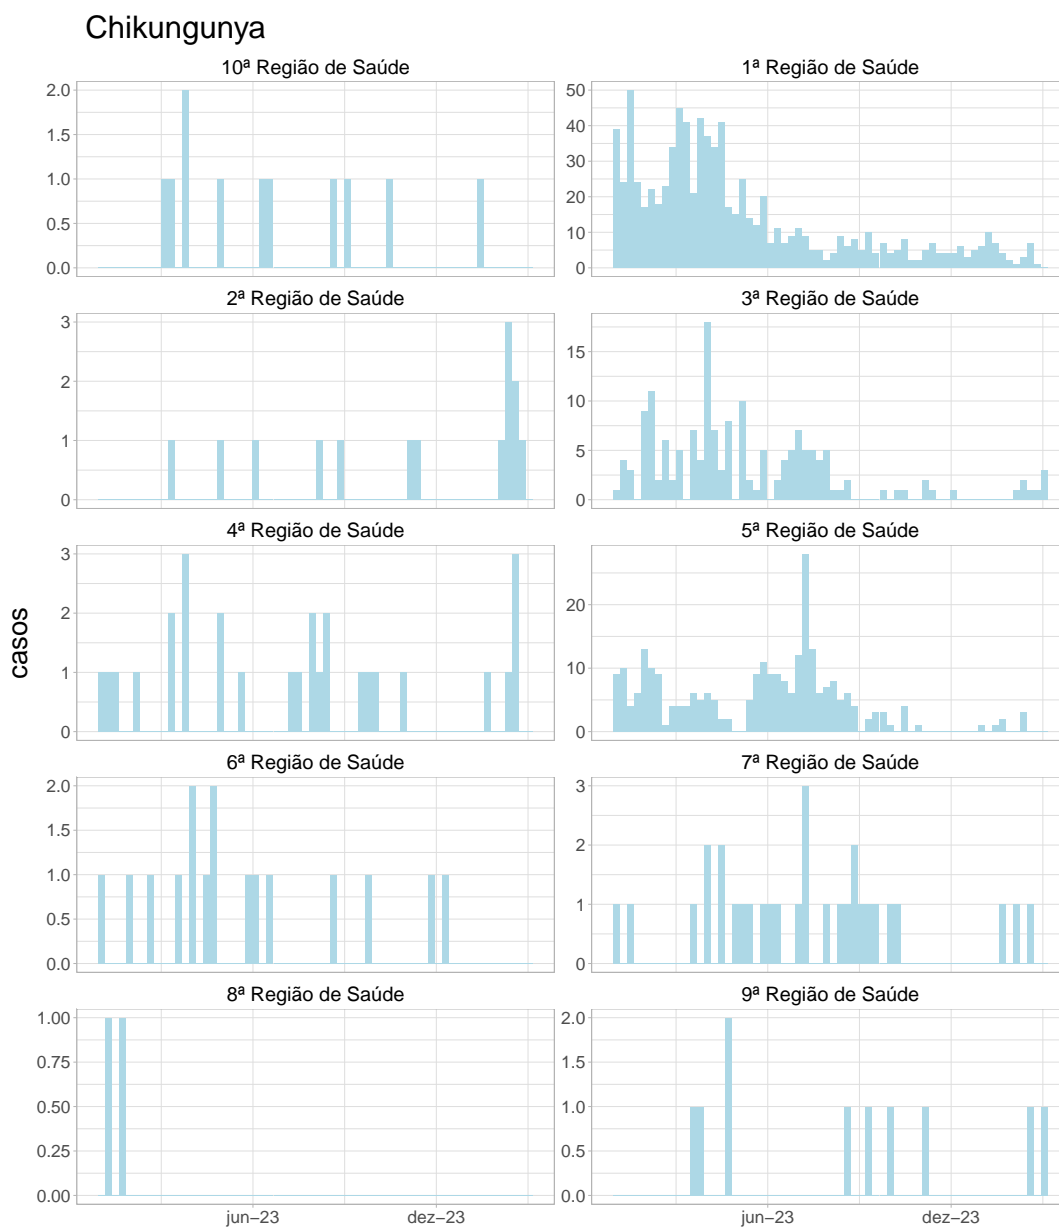 Chikungunya
10ª Região de Saúde
2.0
1.5
1.0
0.5
0.0
1ª Região de Saúde
50
40
30
20
10
0
2ª Região de Saúde
3
2
1
0
3ª Região de Saúde
15
10
5
0
4ª Região de Saúde
3
2
1
0
5ª Região de Saúde
20
10
0
casos
6ª Região de Saúde
2.0
1.5
1.0
0.5
0.0
7ª Região de Saúde
3
2
1
0
8ª Região de Saúde
1.00
0.75
0.50
0.25
0.00
jun−23
dez−23
9ª Região de Saúde
2.0
1.5
1.0
0.5
0.0
jun−23
dez−23